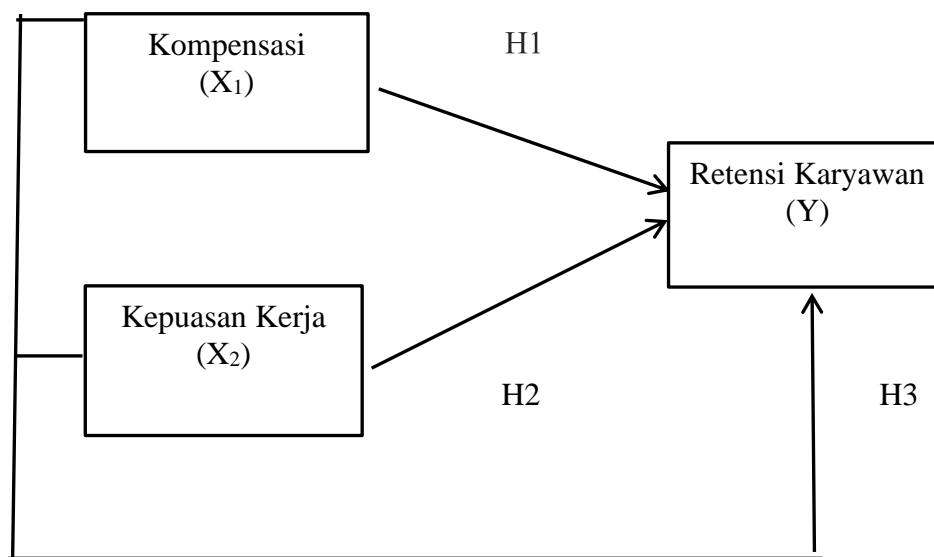 Kompensasi
(X₁)
H1
Retensi Karyawan
(Y)
Kepuasan Kerja
(X₂)
H2
H3